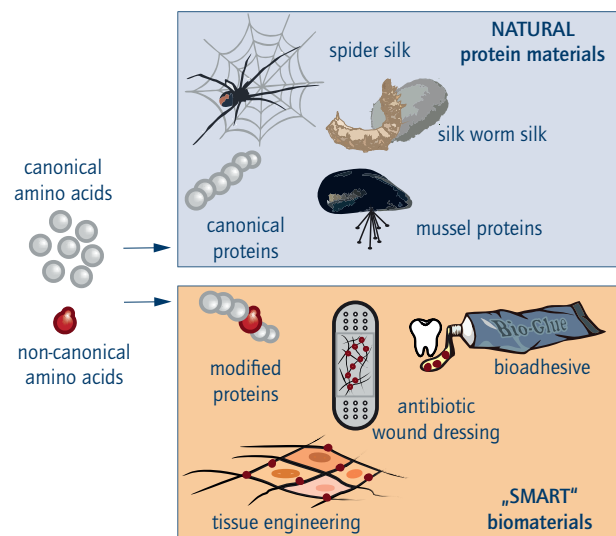 NATURAL
protein materials
spider silk
silk worm silk
canonical
amino acids
canonical
proteins
mussel proteins
non-canonical
amino acids
modified
proteins
Bio-Glue
bioadhesive
antibiotic
wound dressing
tissue engineering
„SMART“
biomaterials